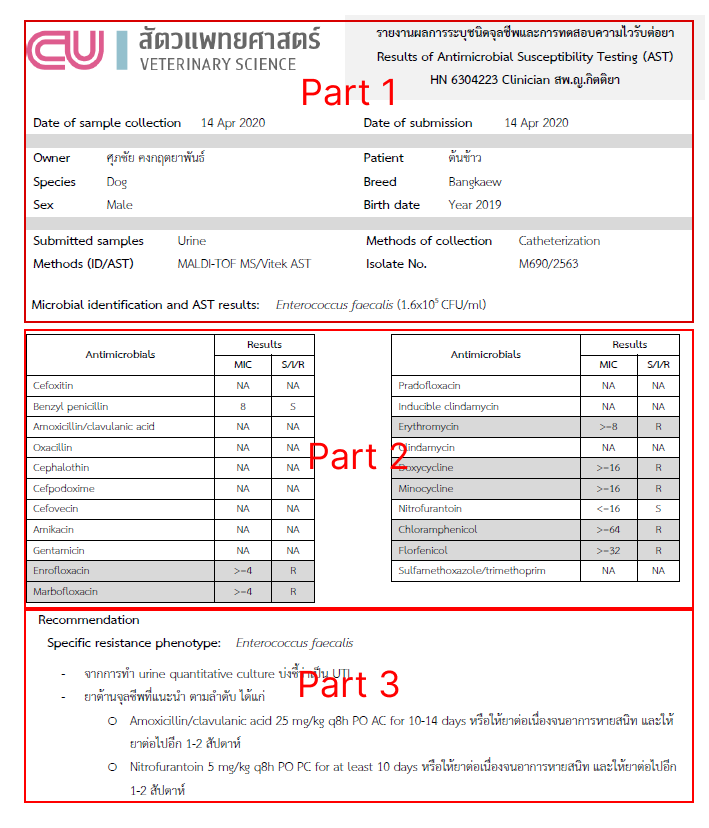 สัตวแพทยศาสตร์
VETERINARY SCIENCE
รายงานผลการระบุชนิดจุลชีพและการทดสอบความไวรับต่อยา
Results of Antimicrobial Susceptibility Testing (AST)
HN 6304223 Clinician สพ.ญ.กิตติยา
Part 1
Date of sample collection 14 Apr 2020 Date of submission 14 Apr 2020
Owner ศุภชัย คงกฤตยาพันธ์ Patient ต้นข้าว
Species Dog Breed Bangkaew
Sex Male Birth date Year 2019
Submitted samples Urine Methods of collection Catheterization
Methods (ID/AST) MALDI-TOF MS/Vitek AST Isolate No. M690/2563
Microbial identification and AST results: Enterococcus faecalis (1.6x10⁵ CFU/ml)
Antimicrobials Results
MIC S/I/R
Cefoxitin NA NA
Benzyl penicillin 8 S
Amoxicillin/clavulanic acid NA NA
Oxacillin NA NA
Cephalothin NA NA
Cefpodoxime NA NA
Cefovecin NA NA
Amikacin NA NA
Gentamicin NA NA
Enrofloxacin >=4 R
Marbofloxacin >=4 R
Part 2
Antimicrobials Results
MIC S/I/R
Pradofloxacin NA NA
Inducible clindamycin NA NA
Erythromycin >=8 R
Clindamycin NA NA
Doxycycline >=16 R
Minocycline >=16 R
Nitrofurantoin <=16 S
Chloramphenicol >=64 R
Florfenicol >=32 R
Sulfamethoxazole/trimethoprim NA NA
Recommendation
Specific resistance phenotype: Enterococcus faecalis
Part 3
- จากการทำ urine quantitative culture บ่งชี้ว่าเป็น UTI
- ยาต้านจุลชีพที่แนะนำ ตามลำดับ ได้แก่
o Amoxicillin/clavulanic acid 25 mg/kg q8h PO AC for 10-14 days หรือให้ยาต่อเนื่องจนอาการหายสนิท และให้
ยาต่อไปอีก 1-2 สัปดาห์
o Nitrofurantoin 5 mg/kg q8h PO PC for at least 10 days หรือให้ยาต่อเนื่องจนอาการหายสนิท และให้ยาต่อไปอีก
1-2 สัปดาห์